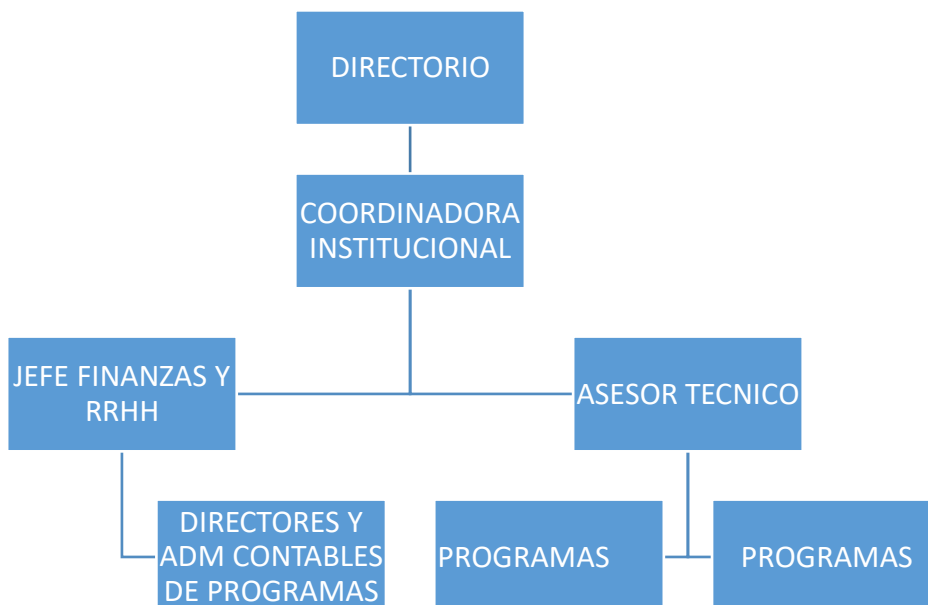 DIRECTORIO
COORDINADORA
INSTITUCIONAL
JEFE FINANZAS Y
RRHH
ASESOR TECNICO
DIRECTORES Y
ADM CONTABLES
DE PROGRAMAS
PROGRAMAS
PROGRAMAS